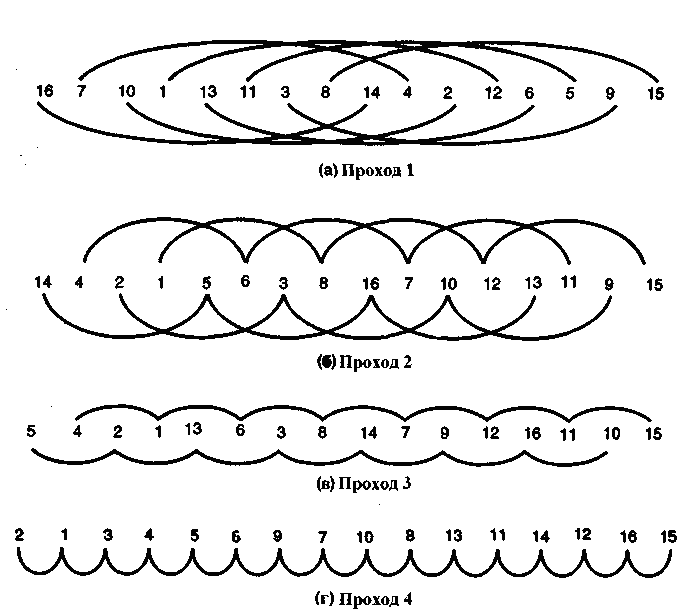 16 7 10 1 13 11 3 8 14 4 2 12 6 5 9 15
(а) Проход 1
14 4 2 1 5 6 3 8 16 7 10 12 13 11 9 15
(б) Проход 2
5 4 2 1 13 6 3 8 14 7 9 12 16 11 10 15
(в) Проход 3
2 1 3 4 5 6 9 7 10 8 13 11 14 12 16 15
(г) Проход 4